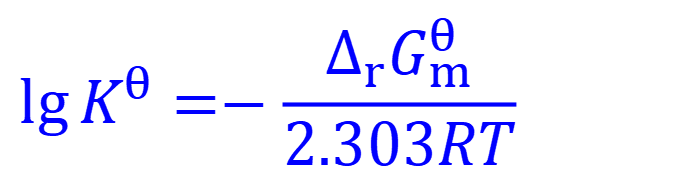 lg K^θ = − Δ_r G_m^θ / 2.303RT